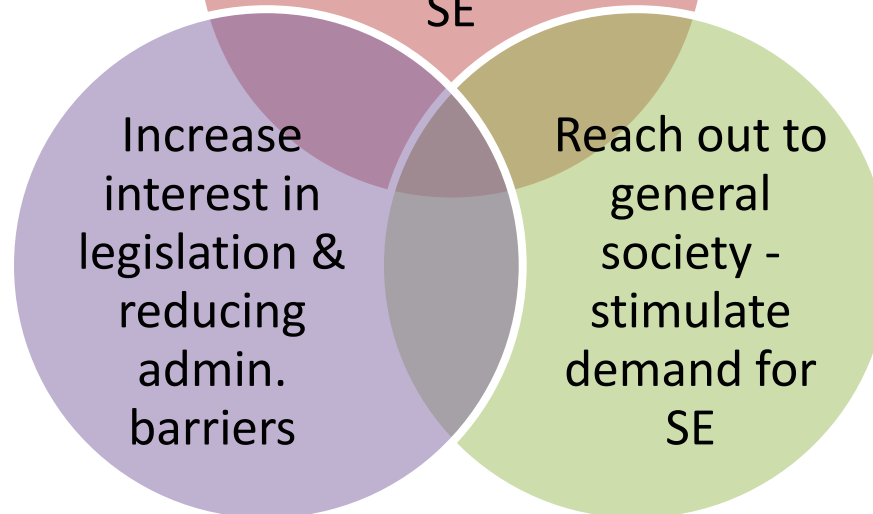 SE
Increase
interest in
legislation &
reducing
admin.
barriers
Reach out to
general
society -
stimulate
demand for
SE